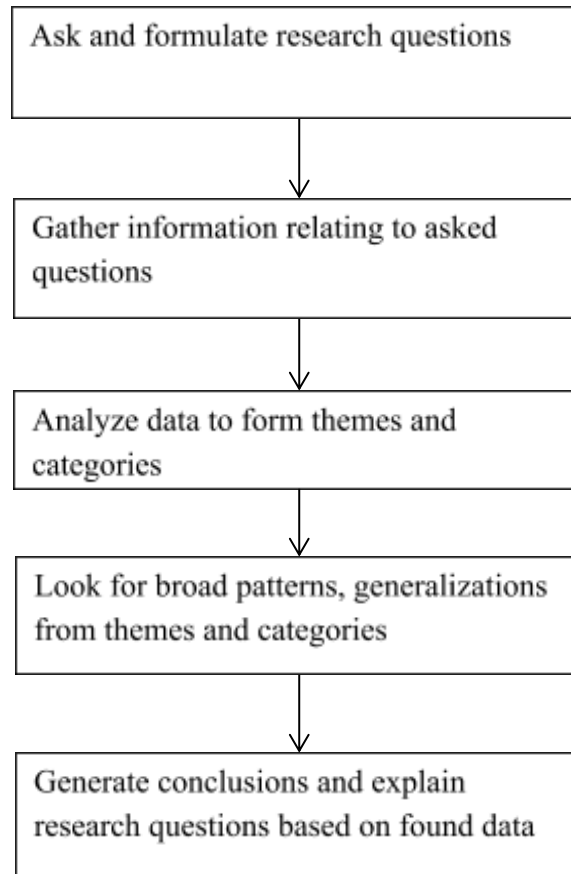 Ask and formulate research questions
Gather information relating to asked
questions
Analyze data to form themes and
categories
Look for broad patterns, generalizations
from themes and categories
Generate conclusions and explain
research questions based on found data